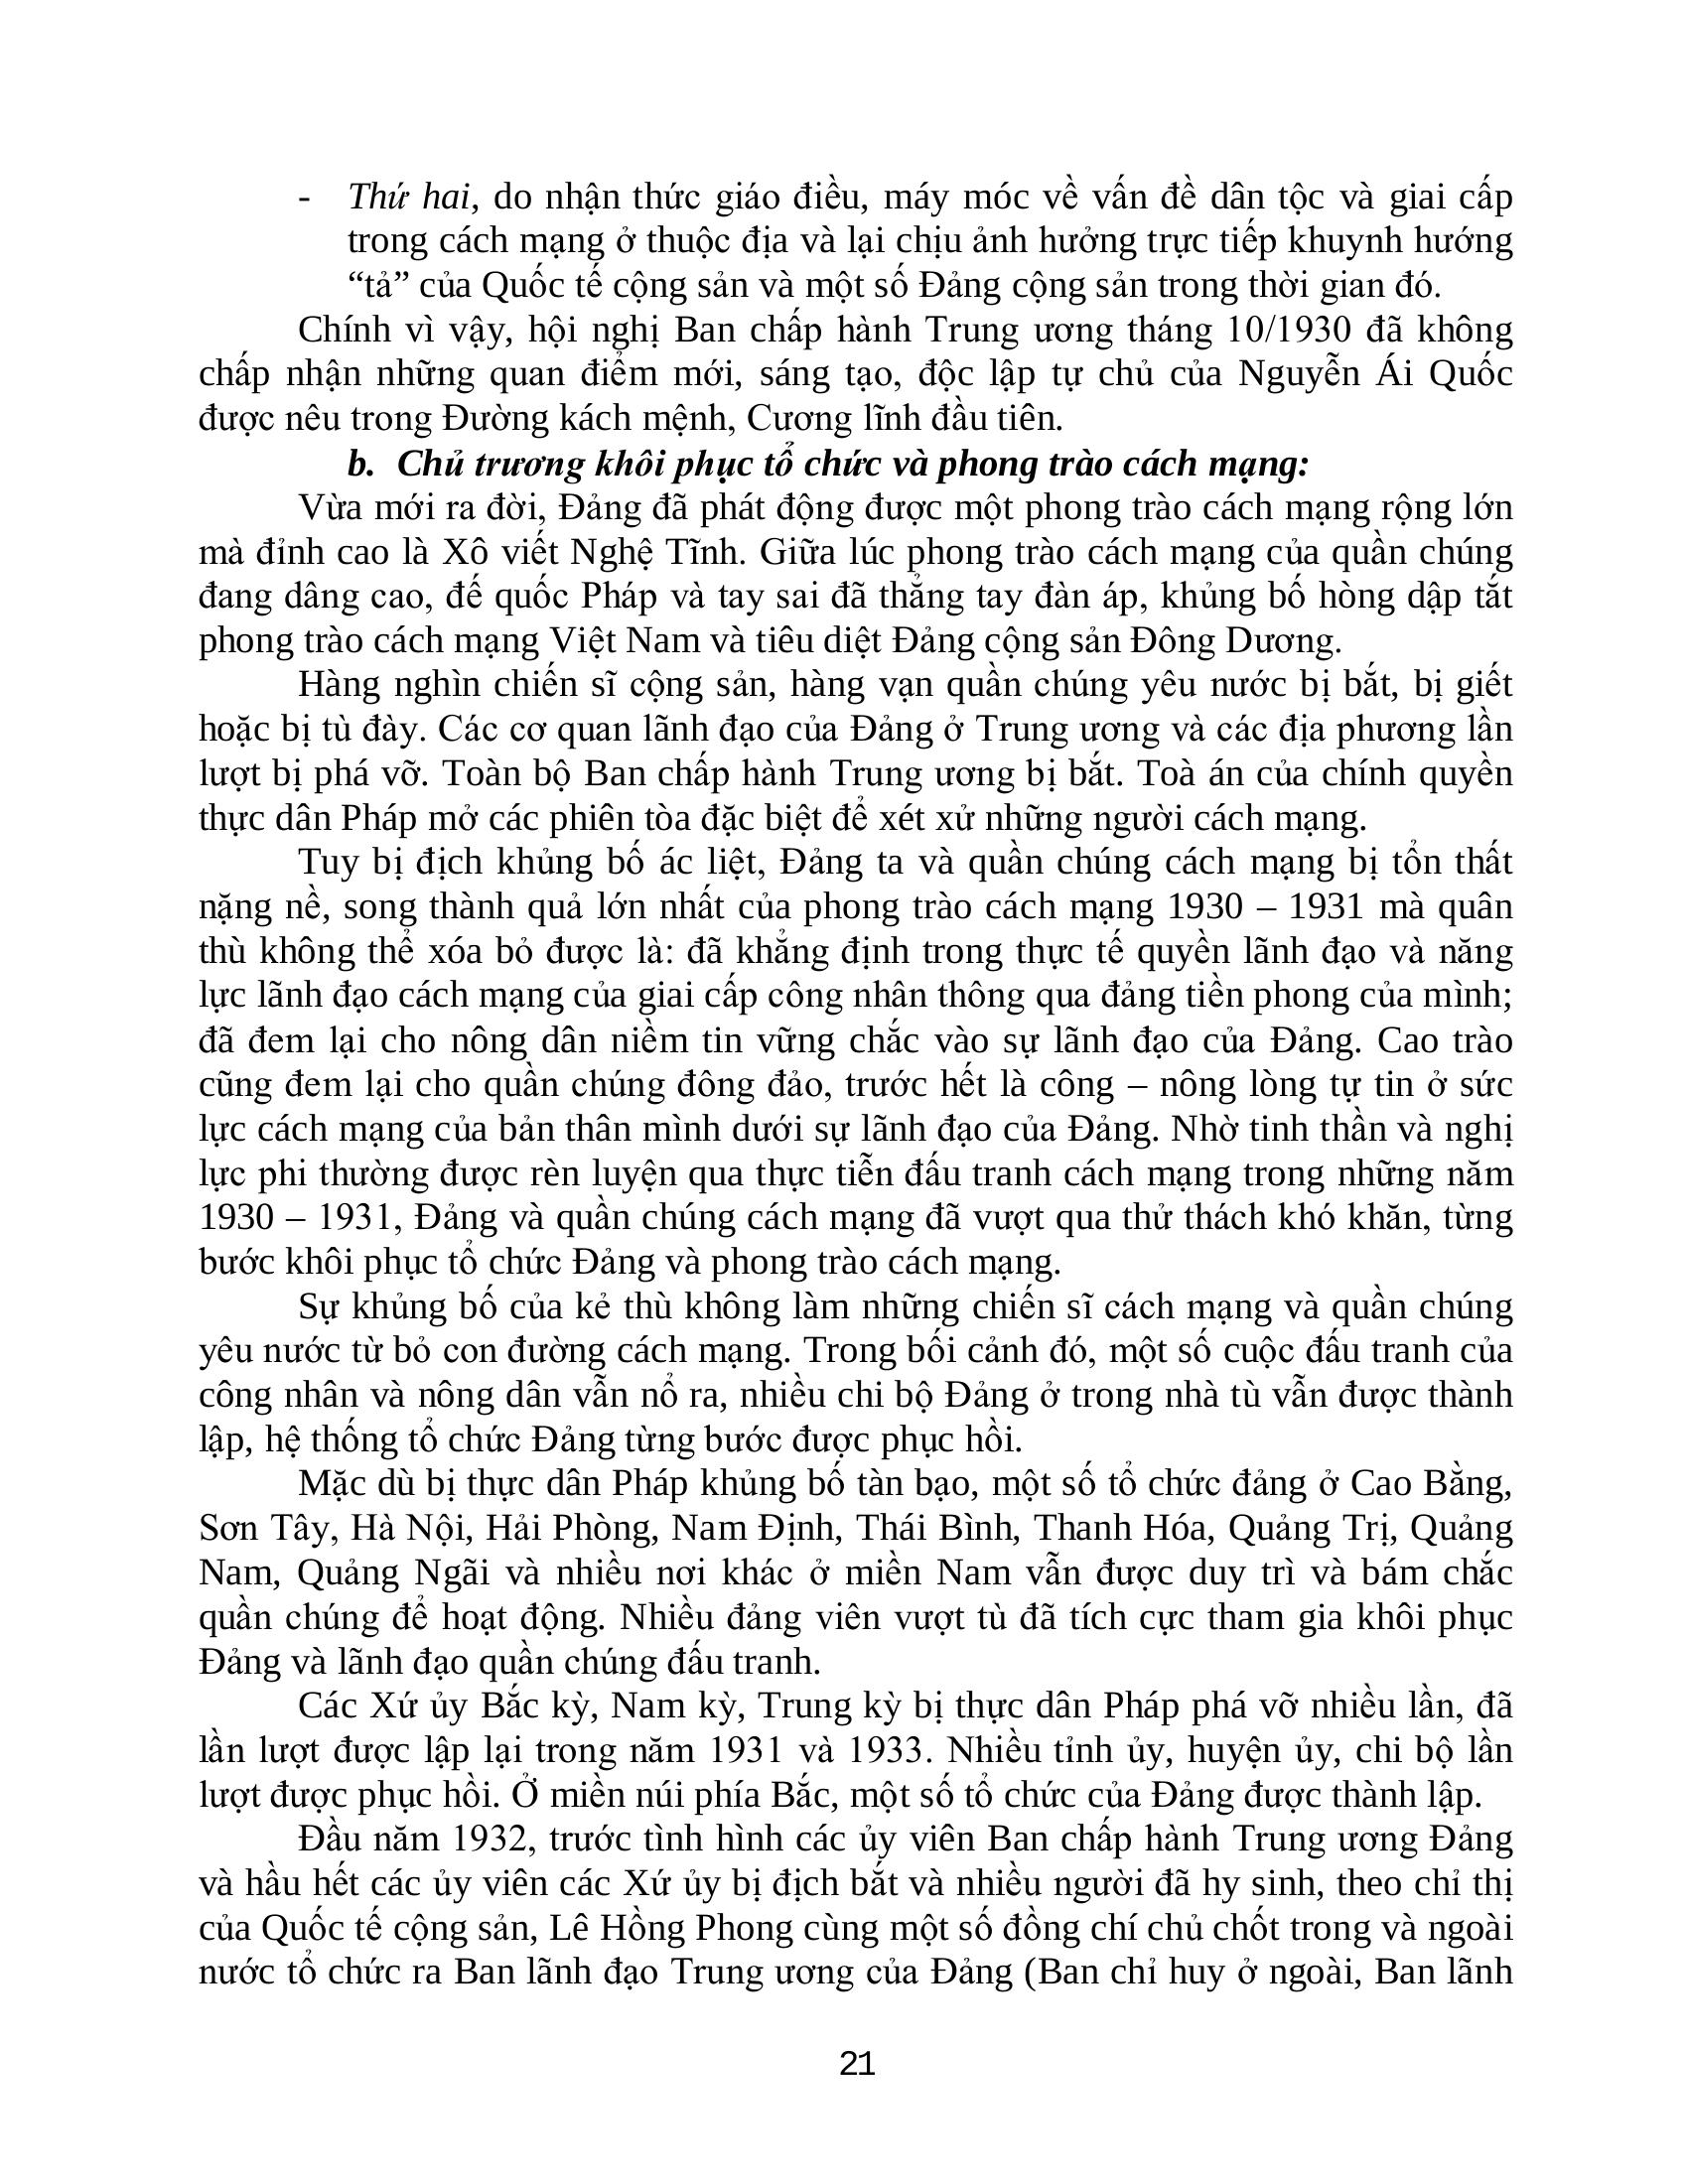 - Thứ hai, do nhận thức giáo điều, máy móc về vấn đề dân tộc và giai cấp
trong cách mạng ở thuộc địa và lại chịu ảnh hưởng trực tiếp khuynh hướng
“tả” của Quốc tế cộng sản và một số Đảng cộng sản trong thời gian đó.
Chính vì vậy, hội nghị Ban chấp hành Trung ương tháng 10/1930 đã không
chấp nhận những quan điểm mới, sáng tạo, độc lập tự chủ của Nguyễn Ái Quốc
được nêu trong Đường kách mệnh, Cương lĩnh đầu tiên.
b. Chủ trương khôi phục tổ chức và phong trào cách mạng:
Vừa mới ra đời, Đảng đã phát động được một phong trào cách mạng rộng lớn
mà đỉnh cao là Xô viết Nghệ Tĩnh. Giữa lúc phong trào cách mạng của quần chúng
đang dâng cao, đế quốc Pháp và tay sai đã thẳng tay đàn áp, khủng bố hòng dập tắt
phong trào cách mạng Việt Nam và tiêu diệt Đảng cộng sản Đông Dương.
Hàng nghìn chiến sĩ cộng sản, hàng vạn quần chúng yêu nước bị bắt, bị giết
hoặc bị tù đày. Các cơ quan lãnh đạo của Đảng ở Trung ương và các địa phương lần
lượt bị phá vỡ. Toàn bộ Ban chấp hành Trung ương bị bắt. Toà án của chính quyền
thực dân Pháp mở các phiên tòa đặc biệt để xét xử những người cách mạng.
Tuy bị địch khủng bố ác liệt, Đảng ta và quần chúng cách mạng bị tổn thất
nặng nề, song thành quả lớn nhất của phong trào cách mạng 1930 – 1931 mà quân
thù không thể xóa bỏ được là: đã khẳng định trong thực tế quyền lãnh đạo và năng
lực lãnh đạo cách mạng của giai cấp công nhân thông qua đảng tiền phong của mình;
đã đem lại cho nông dân niềm tin vững chắc vào sự lãnh đạo của Đảng. Cao trào
cũng đem lại cho quần chúng đông đảo, trước hết là công – nông lòng tự tin ở sức
lực cách mạng của bản thân mình dưới sự lãnh đạo của Đảng. Nhờ tinh thần và nghị
lực phi thường được rèn luyện qua thực tiễn đấu tranh cách mạng trong những năm
1930 – 1931, Đảng và quần chúng cách mạng đã vượt qua thử thách khó khăn, từng
bước khôi phục tổ chức Đảng và phong trào cách mạng.
Sự khủng bố của kẻ thù không làm những chiến sĩ cách mạng và quần chúng
yêu nước từ bỏ con đường cách mạng. Trong bối cảnh đó, một số cuộc đấu tranh của
công nhân và nông dân vẫn nổ ra, nhiều chi bộ Đảng ở trong nhà tù vẫn được thành
lập, hệ thống tổ chức Đảng từng bước được phục hồi.
Mặc dù bị thực dân Pháp khủng bố tàn bạo, một số tổ chức đảng ở Cao Bằng,
Sơn Tây, Hà Nội, Hải Phòng, Nam Định, Thái Bình, Thanh Hóa, Quảng Trị, Quảng
Nam, Quảng Ngãi và nhiều nơi khác ở miền Nam vẫn được duy trì và bám chắc
quần chúng để hoạt động. Nhiều đảng viên vượt tù đã tích cực tham gia khôi phục
Đảng và lãnh đạo quần chúng đấu tranh.
Các Xứ ủy Bắc kỳ, Nam kỳ, Trung kỳ bị thực dân Pháp phá vỡ nhiều lần, đã
lần lượt được lập lại trong năm 1931 và 1933. Nhiều tỉnh ủy, huyện ủy, chi bộ lần
lượt được phục hồi. Ở miền núi phía Bắc, một số tổ chức của Đảng được thành lập.
Đầu năm 1932, trước tình hình các ủy viên Ban chấp hành Trung ương Đảng
và hầu hết các ủy viên các Xứ ủy bị địch bắt và nhiều người đã hy sinh, theo chỉ thị
của Quốc tế cộng sản, Lê Hồng Phong cùng một số đồng chí chủ chốt trong và ngoài
nước tổ chức ra Ban lãnh đạo Trung ương của Đảng (Ban chỉ huy ở ngoài, Ban lãnh
21